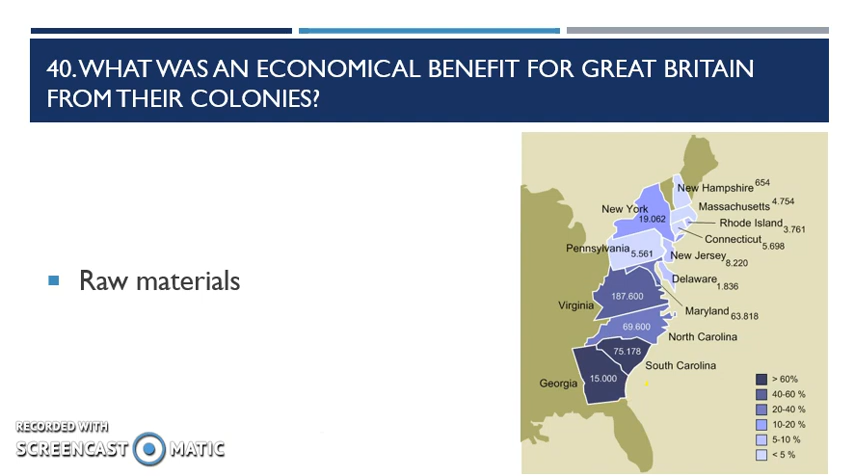 40. WHAT WAS AN ECONOMICAL BENEFIT FOR GREAT BRITAIN
FROM THEIR COLONIES?
Raw materials
New Hampshire 654
Massachusetts 4.754
New York
19.062
Rhode Island 3.761
Connecticut 5.698
Pennsylvania 5.561
New Jersey 8.220
Delaware 1.836
187.600
Virginia
Maryland 63.818
69.600
North Carolina
75.178
South Carolina
Georgia
15.000
> 60%
40-60 %
20-40 %
10-20 %
5-10 %
< 5 %
RECORDED WITH
SCREENCAST MATIC